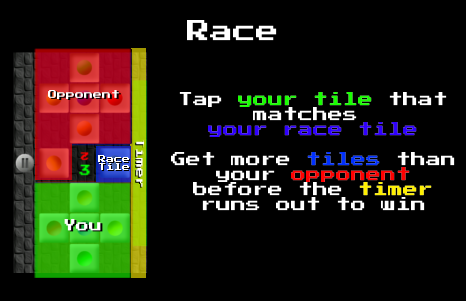 Race
Opponent
2
3
Race
Tile
Timer
You
Tap your tile that
matches
your race tile
Get more tiles than
your opponent
before the timer
runs out to win